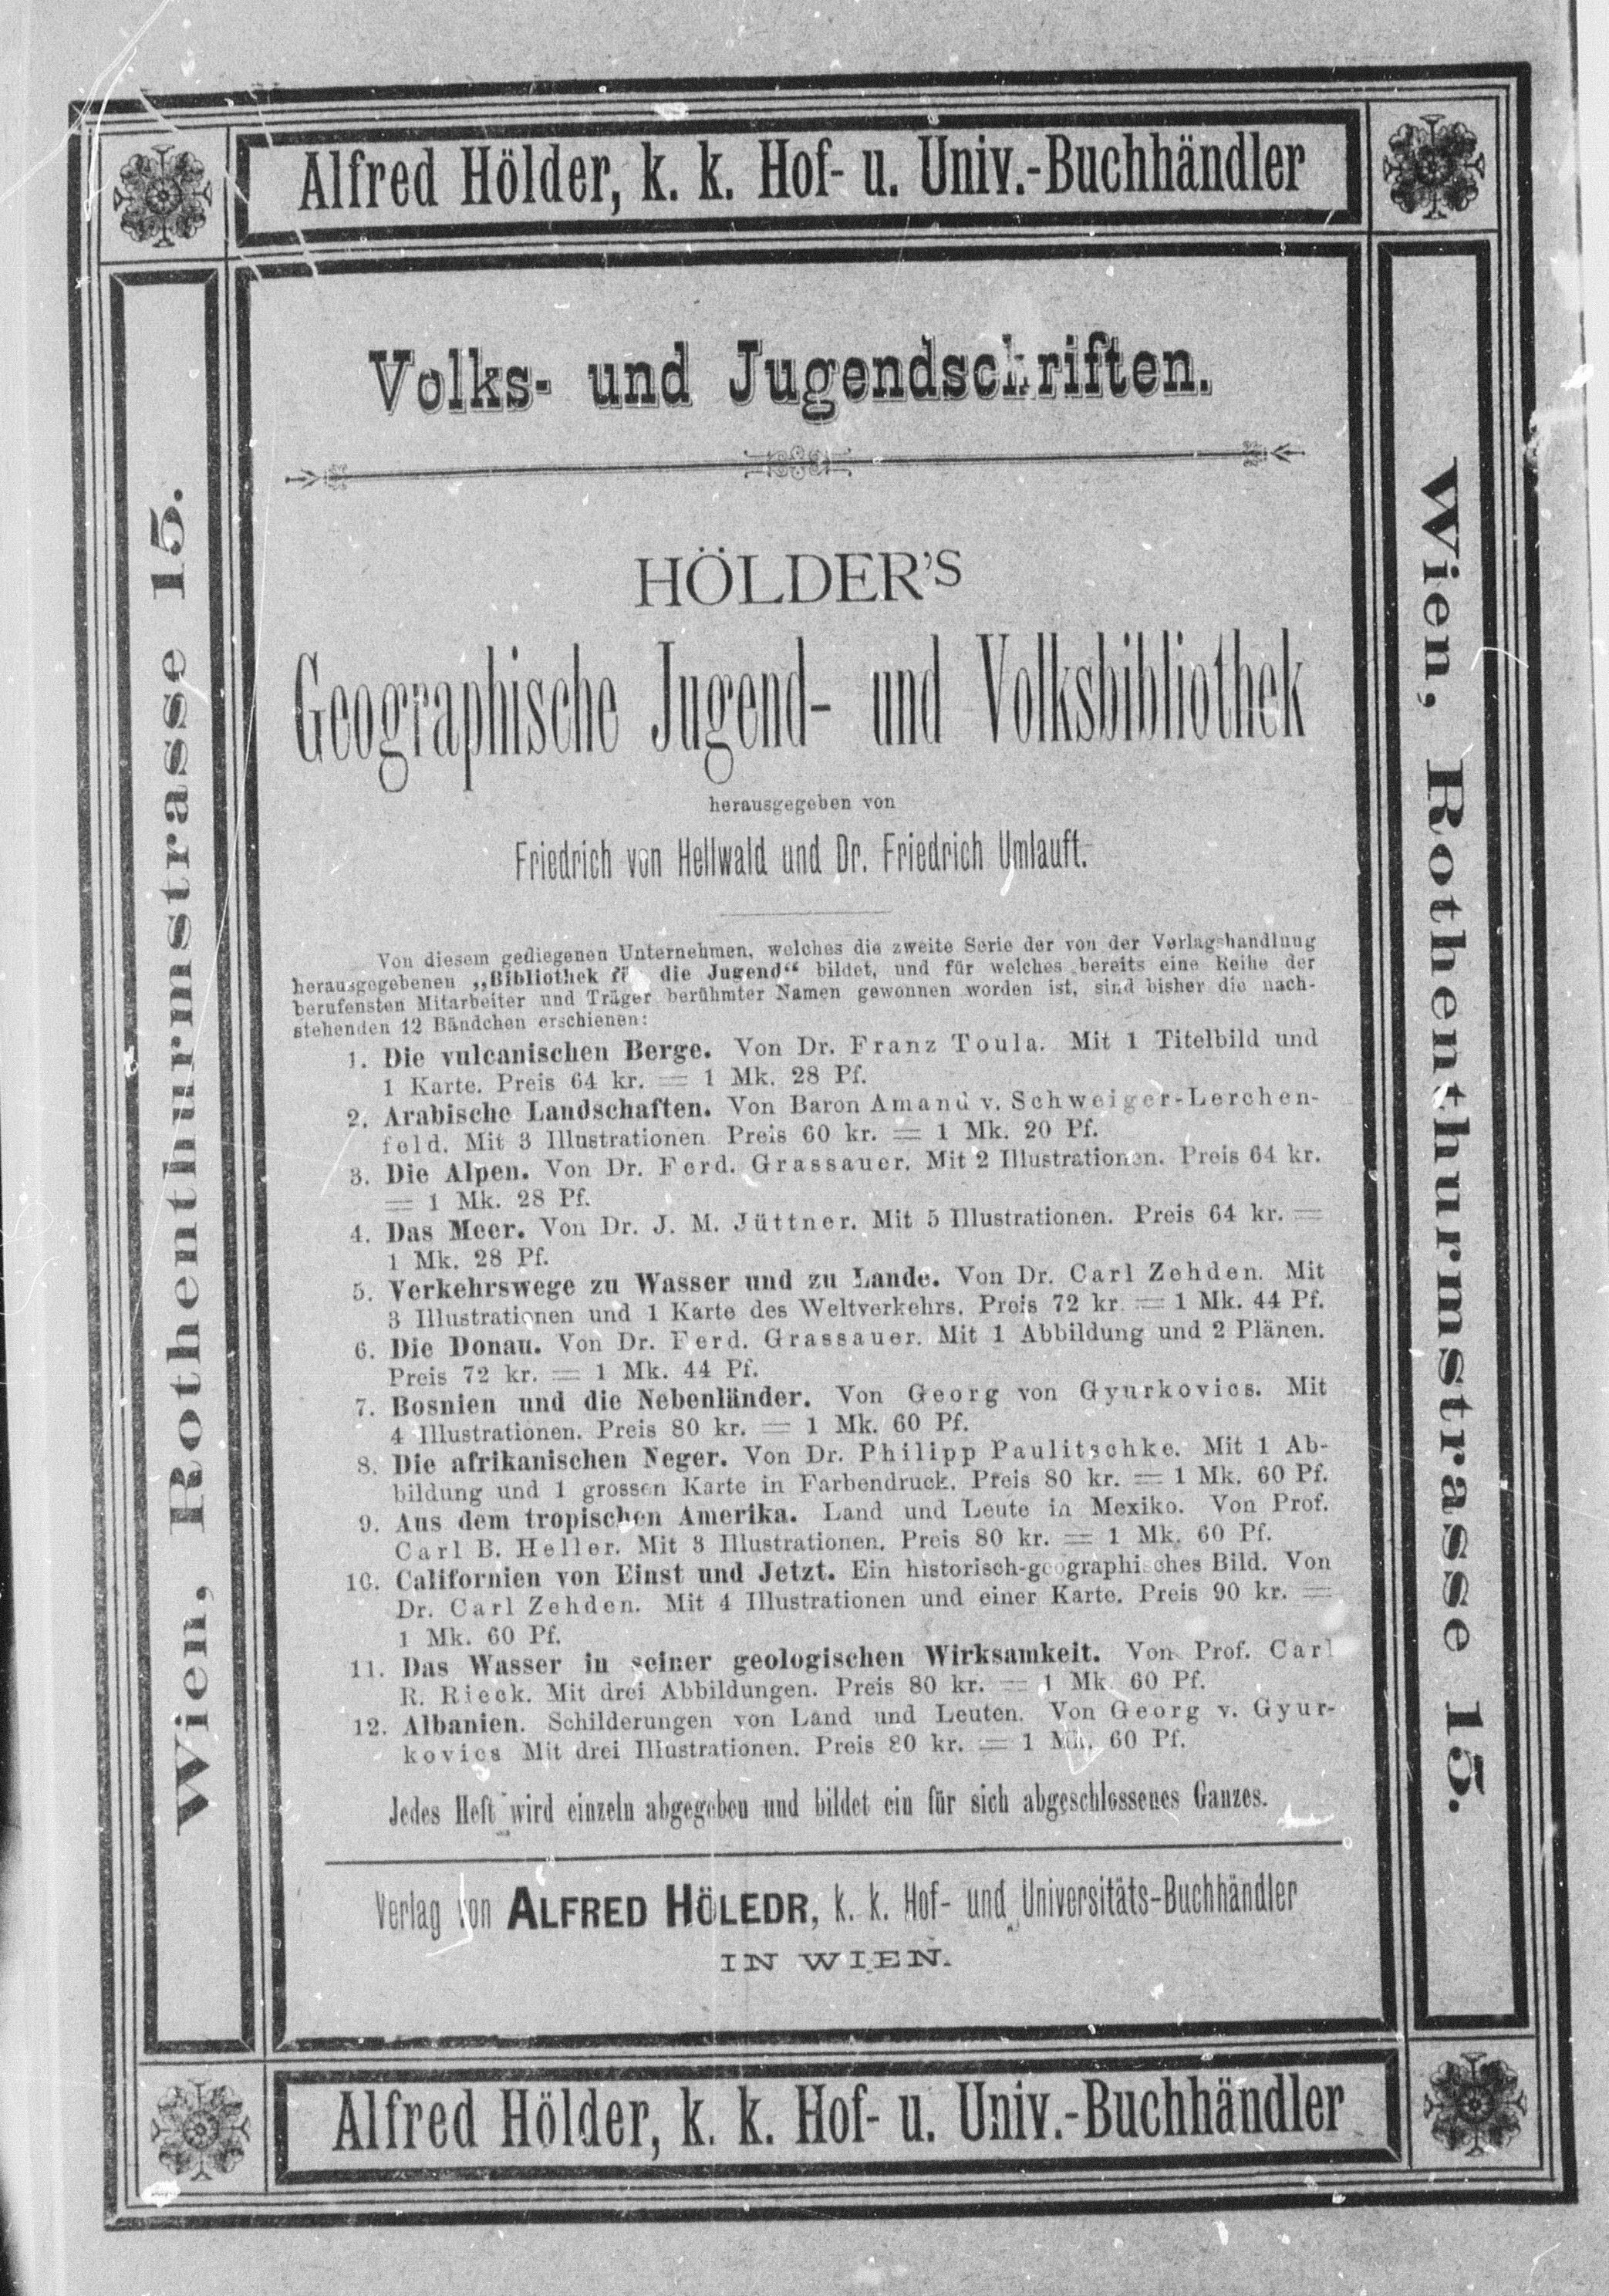 Alfred Hölder, k. k. Hof- u. Univ.-Buchhändler
Wien, Rothenthurmstrasse 15.
Volks- und Jugendschriften.
HÖLDER'S
Geographische Jugend- und Volksbibliothek
herausgegeben von
Friedrich von Hellwald und Dr. Friedrich Umlauft.
Von diesem gediegenen Unternehmen, welches die zweite Serie der von der Verlagshandlung
herausgegebenen „Bibliothek die Jugend“ bildet, und für welches bereits eine Reihe der
berufensten Mitarbeiter und Träger berühmter Namen gewonnen worden ist, sind bisher die nach-
stehenden 12 Bändchen erschienen:
1. Die vulcanischen Berge. Von Dr. Franz Toula. Mit 1 Titelbild und
1 Karte. Preis 64 kr. = 1 Mk. 28 Pf.
2. Arabische Landschaften. Von Baron Amand v. Schweiger-Lerchen-
feld. Mit 3 Illustrationen Preis 60 kr. = 1 Mk. 20 Pf.
3. Die Alpen. Von Dr. Ferd. Grassauer. Mit 2 Illustrationen. Preis 64 kr.
= 1 Mk. 28 Pf.
4. Das Meer. Von Dr. J. M. Jüttner. Mit 5 Illustrationen. Preis 64 kr. =
1 Mk. 28 Pf.
5. Verkehrswege zu Wasser und zu Lande. Von Dr. Carl Zehden. Mit
3 Illustrationen und 1 Karte des Weltverkehrs. Preis 72 kr. = 1 Mk. 44 Pf.
6. Die Donau. Von Dr. Ferd. Grassauer. Mit 1 Abbildung und 2 Plänen.
Preis 72 kr. = 1 Mk. 44 Pf.
7. Bosnien und die Nebenländer. Von Georg von Gyurkovics. Mit
4 Illustrationen. Preis 80 kr. = 1 Mk. 60 Pf.
8. Die afrikanischen Neger. Von Dr. Philipp Paulitschke. Mit 1 Ab-
bildung und 1 grossen Karte in Farbendruck. Preis 80 kr. = 1 Mk. 60 Pf.
9. Aus dem tropischen Amerika. Land und Leute in Mexiko. Von Prof.
Carl B. Heller. Mit 3 Illustrationen. Preis 80 kr. = 1 Mk. 60 Pf.
10. Californien von Einst und Jetzt. Ein historisch-geographisches Bild. Von
Dr. Carl Zehden. Mit 4 Illustrationen und einer Karte. Preis 90 kr. =
1 Mk. 60 Pf.
11. Das Wasser in seiner geologischen Wirksamkeit. Von Prof. Carl
R. Rieck. Mit drei Abbildungen. Preis 80 kr. = 1 Mk. 60 Pf.
12. Albanien. Schilderungen von Land und Leuten. Von Georg v. Gyur-
kovics Mit drei Illustrationen. Preis 80 kr. = 1 Mk. 60 Pf.
Jedes Heft wird einzeln abgegeben und bildet ein für sich abgeschlossenes Ganzes.
Verlag von ALFRED HÖLEDR, k. k. Hof- und Universitäts-Buchhändler
IN WIEN.
Wien, Rothenthurmstrasse 15.
Alfred Hölder, k. k. Hof- u. Univ.-Buchhändler